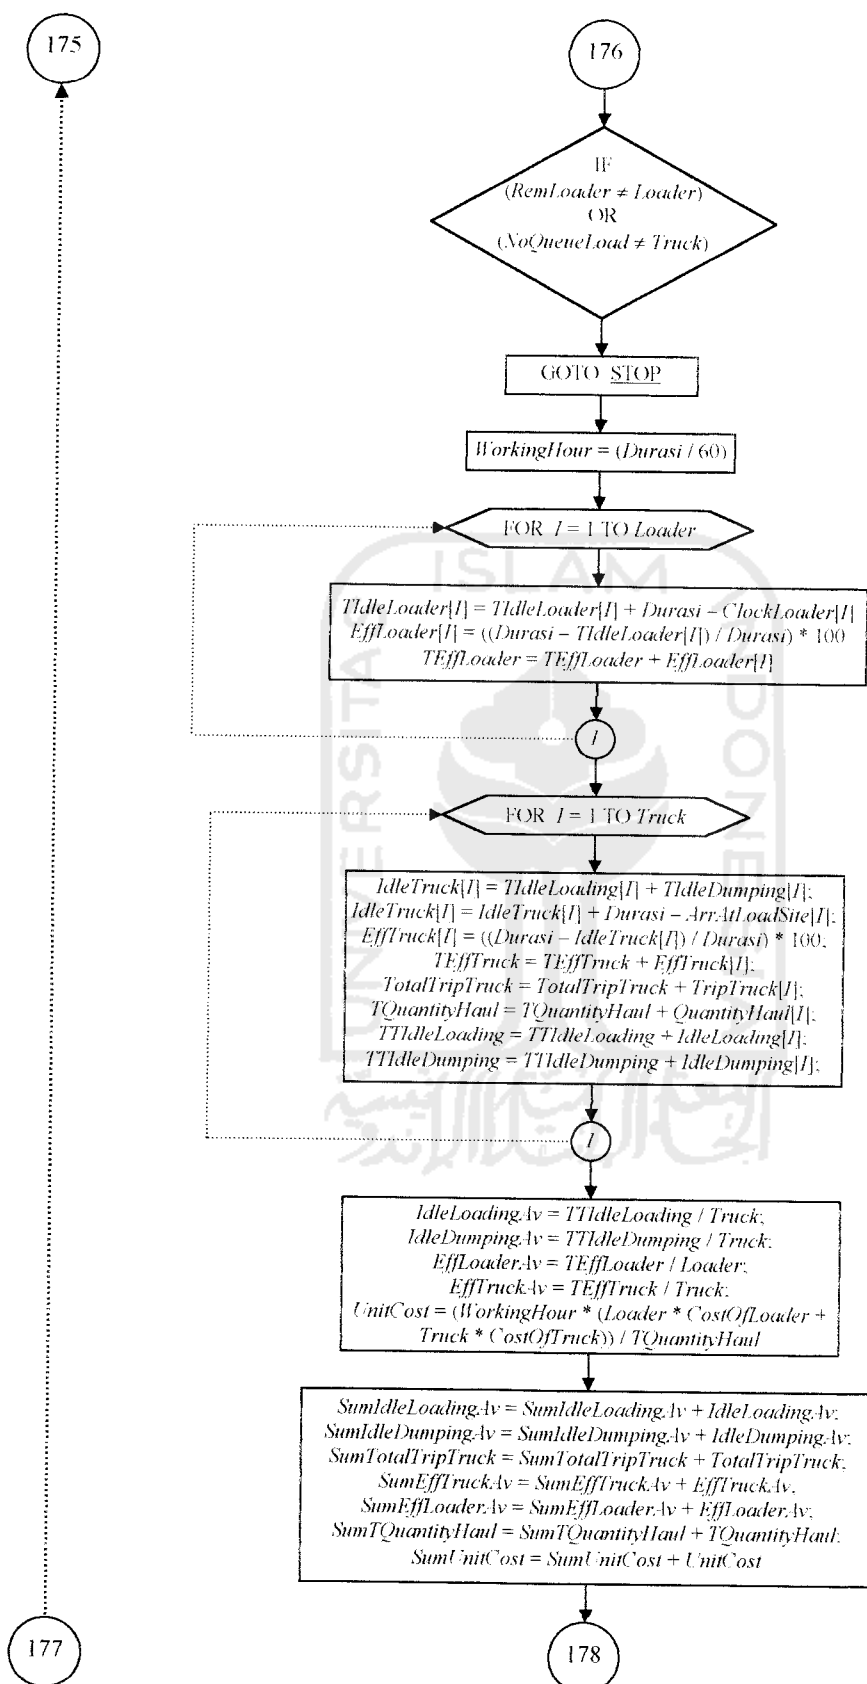 175
176
IF
(RemLoader ≠ Loader)
OR
(NoQueueLoad ≠ Truck)
GOTO STOP
WorkingHour = (Durasi / 60)
FOR I = 1 TO Loader
TIdleLoader[I] = TIdleLoader[I] + Durasi – ClockLoader[I]
EffLoader[I] = ((Durasi – TIdleLoader[I]) / Durasi) * 100
TEffLoader = TEffLoader + EffLoader[I]
I
FOR I = 1 TO Truck
IdleTruck[I] = TIdleLoading[I] + TIdleDumping[I];
IdleTruck[I] = IdleTruck[I] + Durasi – ArrAtLoadSite[I];
EffTruck[I] = ((Durasi – IdleTruck[I]) / Durasi) * 100;
TEffTruck = TEffTruck + EffTruck[I];
TotalTripTruck = TotalTripTruck + TripTruck[I];
TQuantityHaul = TQuantityHaul + QuantityHaul[I];
TTIdleLoading = TTIdleLoading + IdleLoading[I];
TTIdleDumping = TTIdleDumping + IdleDumping[I];
I
IdleLoadingAv = TTIdleLoading / Truck;
IdleDumpingAv = TTIdleDumping / Truck;
EffLoaderAv = TEffLoader / Loader;
EffTruckAv = TEffTruck / Truck;
UnitCost = (WorkingHour * (Loader * CostOfLoader +
Truck * CostOfTruck)) / TQuantityHaul
SumIdleLoadingAv = SumIdleLoadingAv + IdleLoadingAv;
SumIdleDumpingAv = SumIdleDumpingAv + IdleDumpingAv;
SumTotalTripTruck = SumTotalTripTruck + TotalTripTruck;
SumEffTruckAv = SumEffTruckAv + EffTruckAv;
SumEffLoaderAv = SumEffLoaderAv + EffLoaderAv;
SumTQuantityHaul = SumTQuantityHaul + TQuantityHaul;
SumUnitCost = SumUnitCost + UnitCost
177
178
UNIVERSITAS
ISLAM
INDONESIA